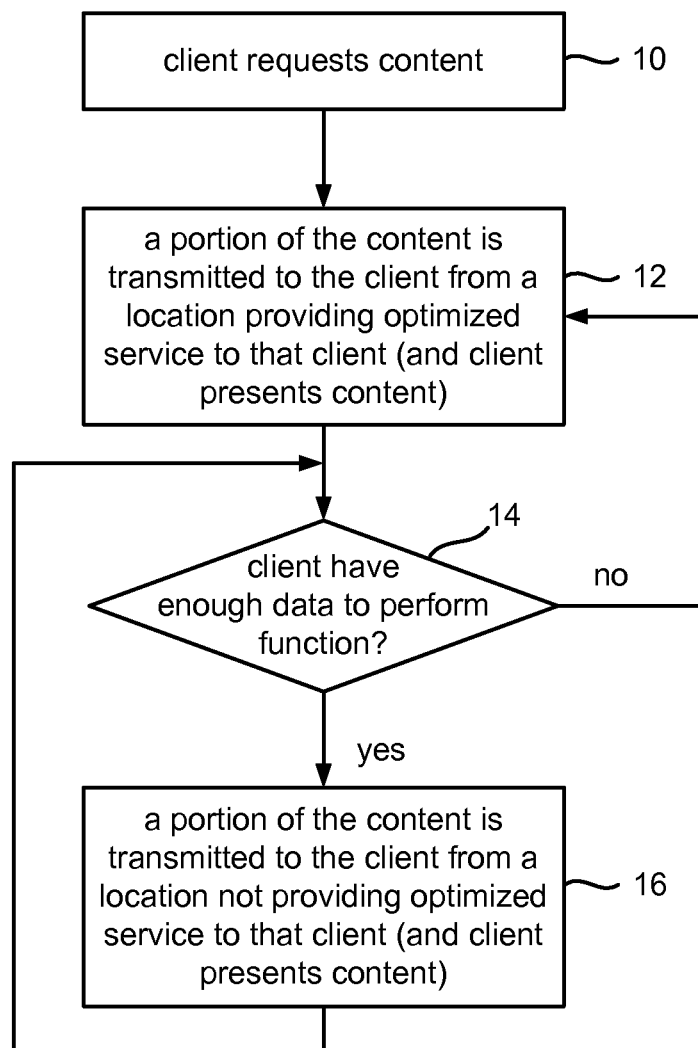 client requests content
10
a portion of the content is
transmitted to the client from a
location providing optimized
service to that client (and client
presents content)
12
14
client have
enough data to perform
function?
no
yes
a portion of the content is
transmitted to the client from a
location not providing optimized
service to that client (and client
presents content)
16